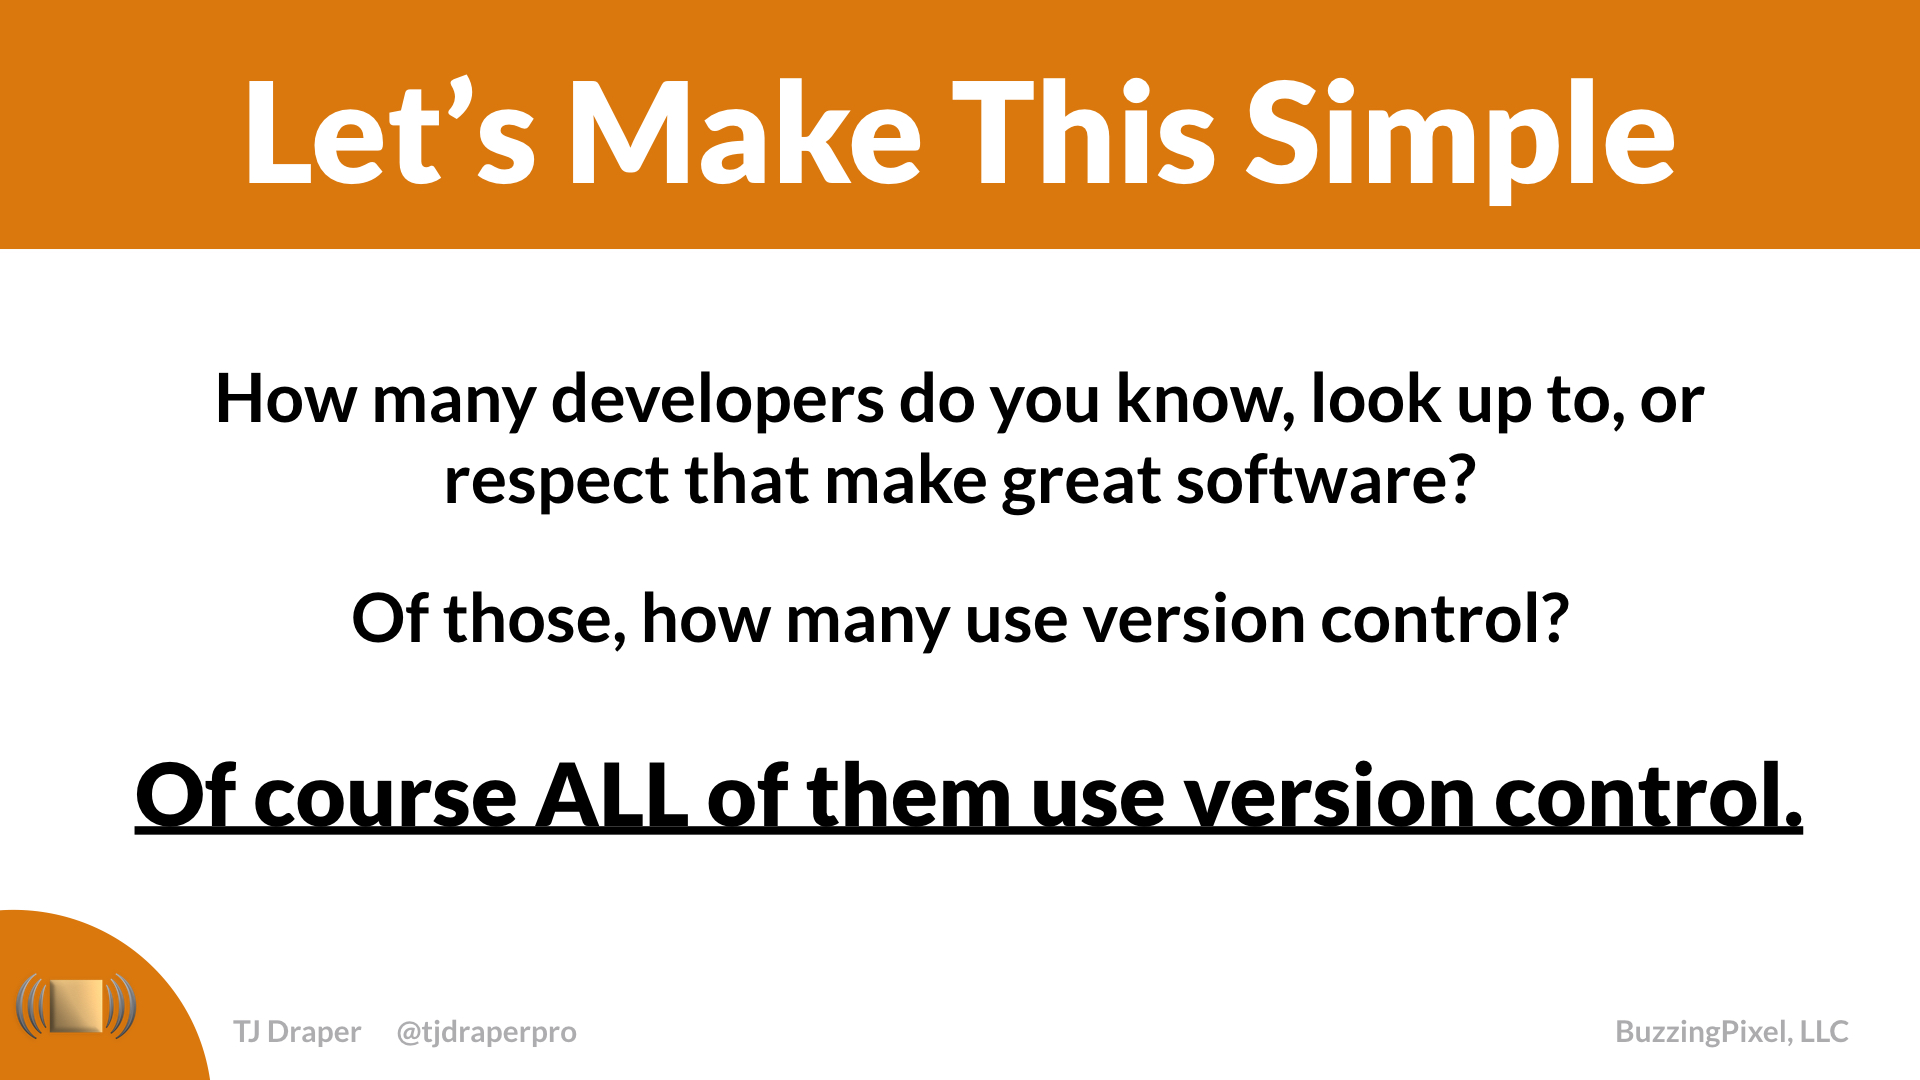 Let’s Make This Simple
How many developers do you know, look up to, or
respect that make great software?
Of those, how many use version control?
Of course ALL of them use version control.
TJ Draper @tjdraperpro BuzzingPixel, LLC